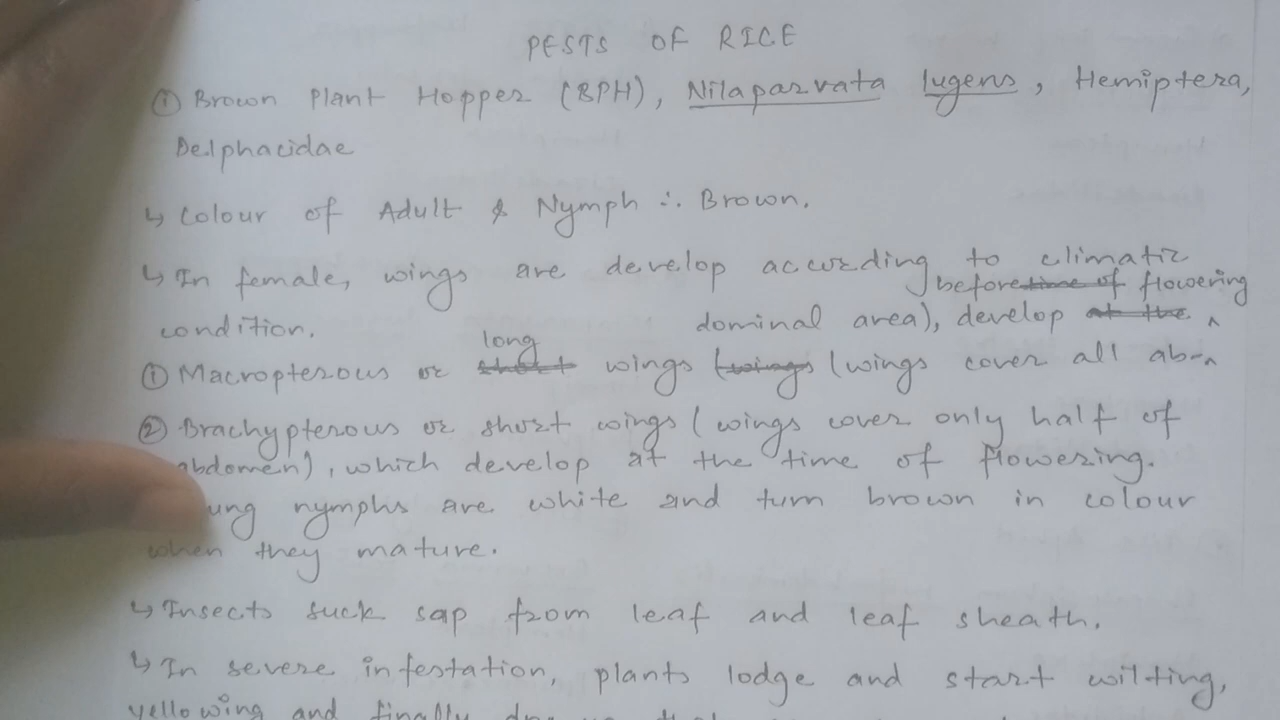 PESTS OF RICE
① Brown Plant Hopper (BPH), Nilaparvata lugens, Hemiptera,
Delphacidae
↳ Colour of Adult & Nymph ∴ Brown.
↳ In female, wings are develop according to climatic
condition.
① Macropterous or long wings (wings cover all ab-
dominal area), develop before flowering
② Brachypterous or short wings (wings cover only half of
abdomen), which develop at the time of flowering.
ung nymphs are white and turn brown in colour
when they mature.
↳ Insects suck sap from leaf and leaf sheath.
↳ In severe infestation, plants lodge and start wilting,
yellowing and finally